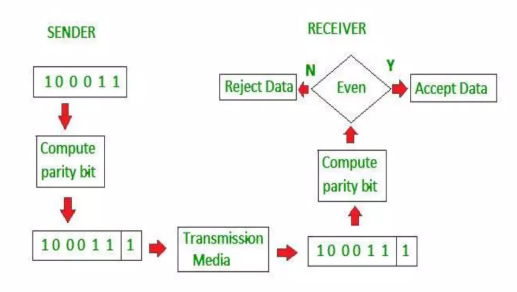 SENDER
RECEIVER
1 0 0 0 1 1
Compute
parity bit
1 0 0 0 1 1 1
Transmission
Media
1 0 0 0 1 1 1
Compute
parity bit
Even
N
Reject Data
Y
Accept Data